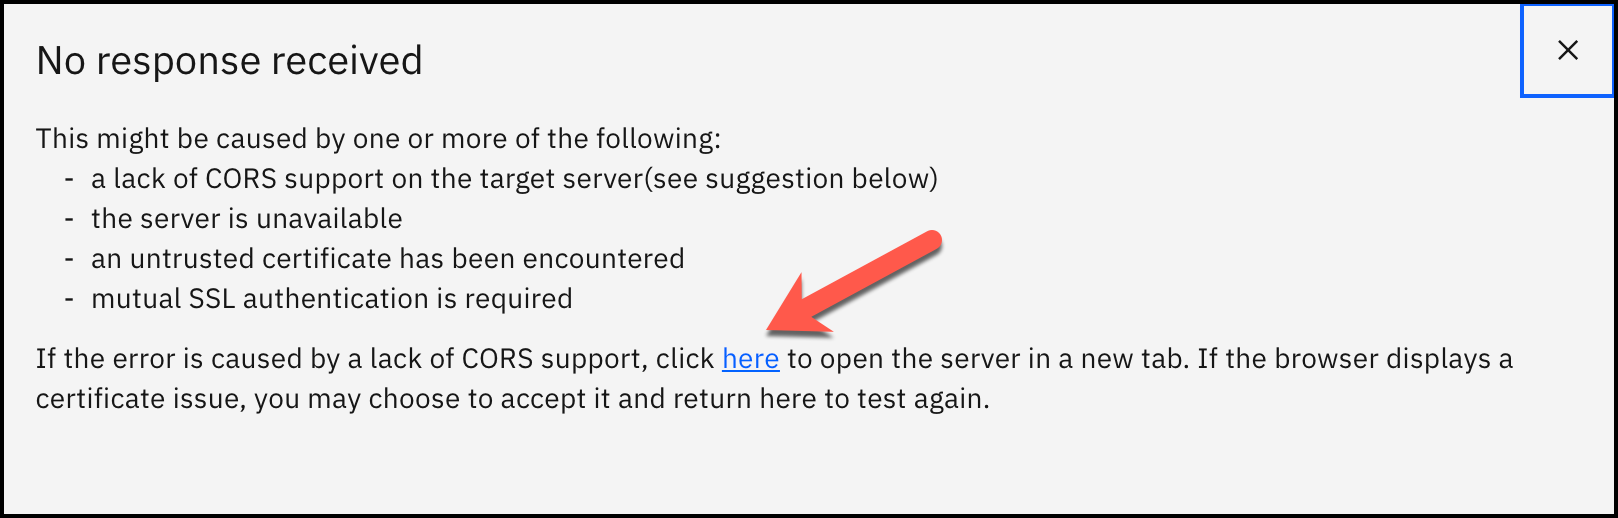 No response received
This might be caused by one or more of the following:
- a lack of CORS support on the target server(see suggestion below)
- the server is unavailable
- an untrusted certificate has been encountered
- mutual SSL authentication is required
If the error is caused by a lack of CORS support, click here to open the server in a new tab. If the browser displays a
certificate issue, you may choose to accept it and return here to test again.